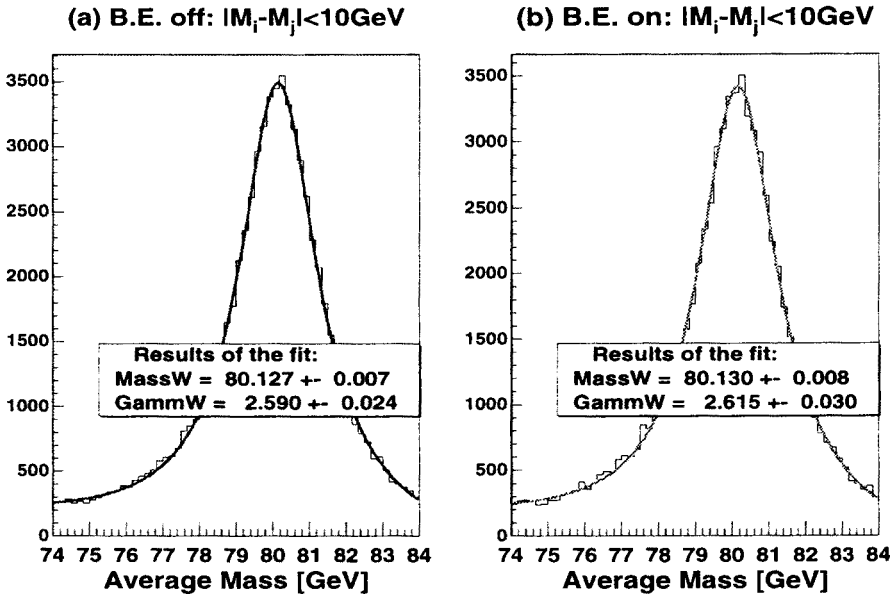 (a) B.E. off: |M_i-M_j|<10GeV
3500
3000
2500
2000
1500
1000
500
0
Results of the fit:
MassW = 80.127 +- 0.007
GammW = 2.590 +- 0.024
74 75 76 77 78 79 80 81 82 83 84
Average Mass [GeV]
(b) B.E. on: |M_i-M_j|<10GeV
3500
3000
2500
2000
1500
1000
500
0
Results of the fit:
MassW = 80.130 +- 0.008
GammW = 2.615 +- 0.030
74 75 76 77 78 79 80 81 82 83 84
Average Mass [GeV]